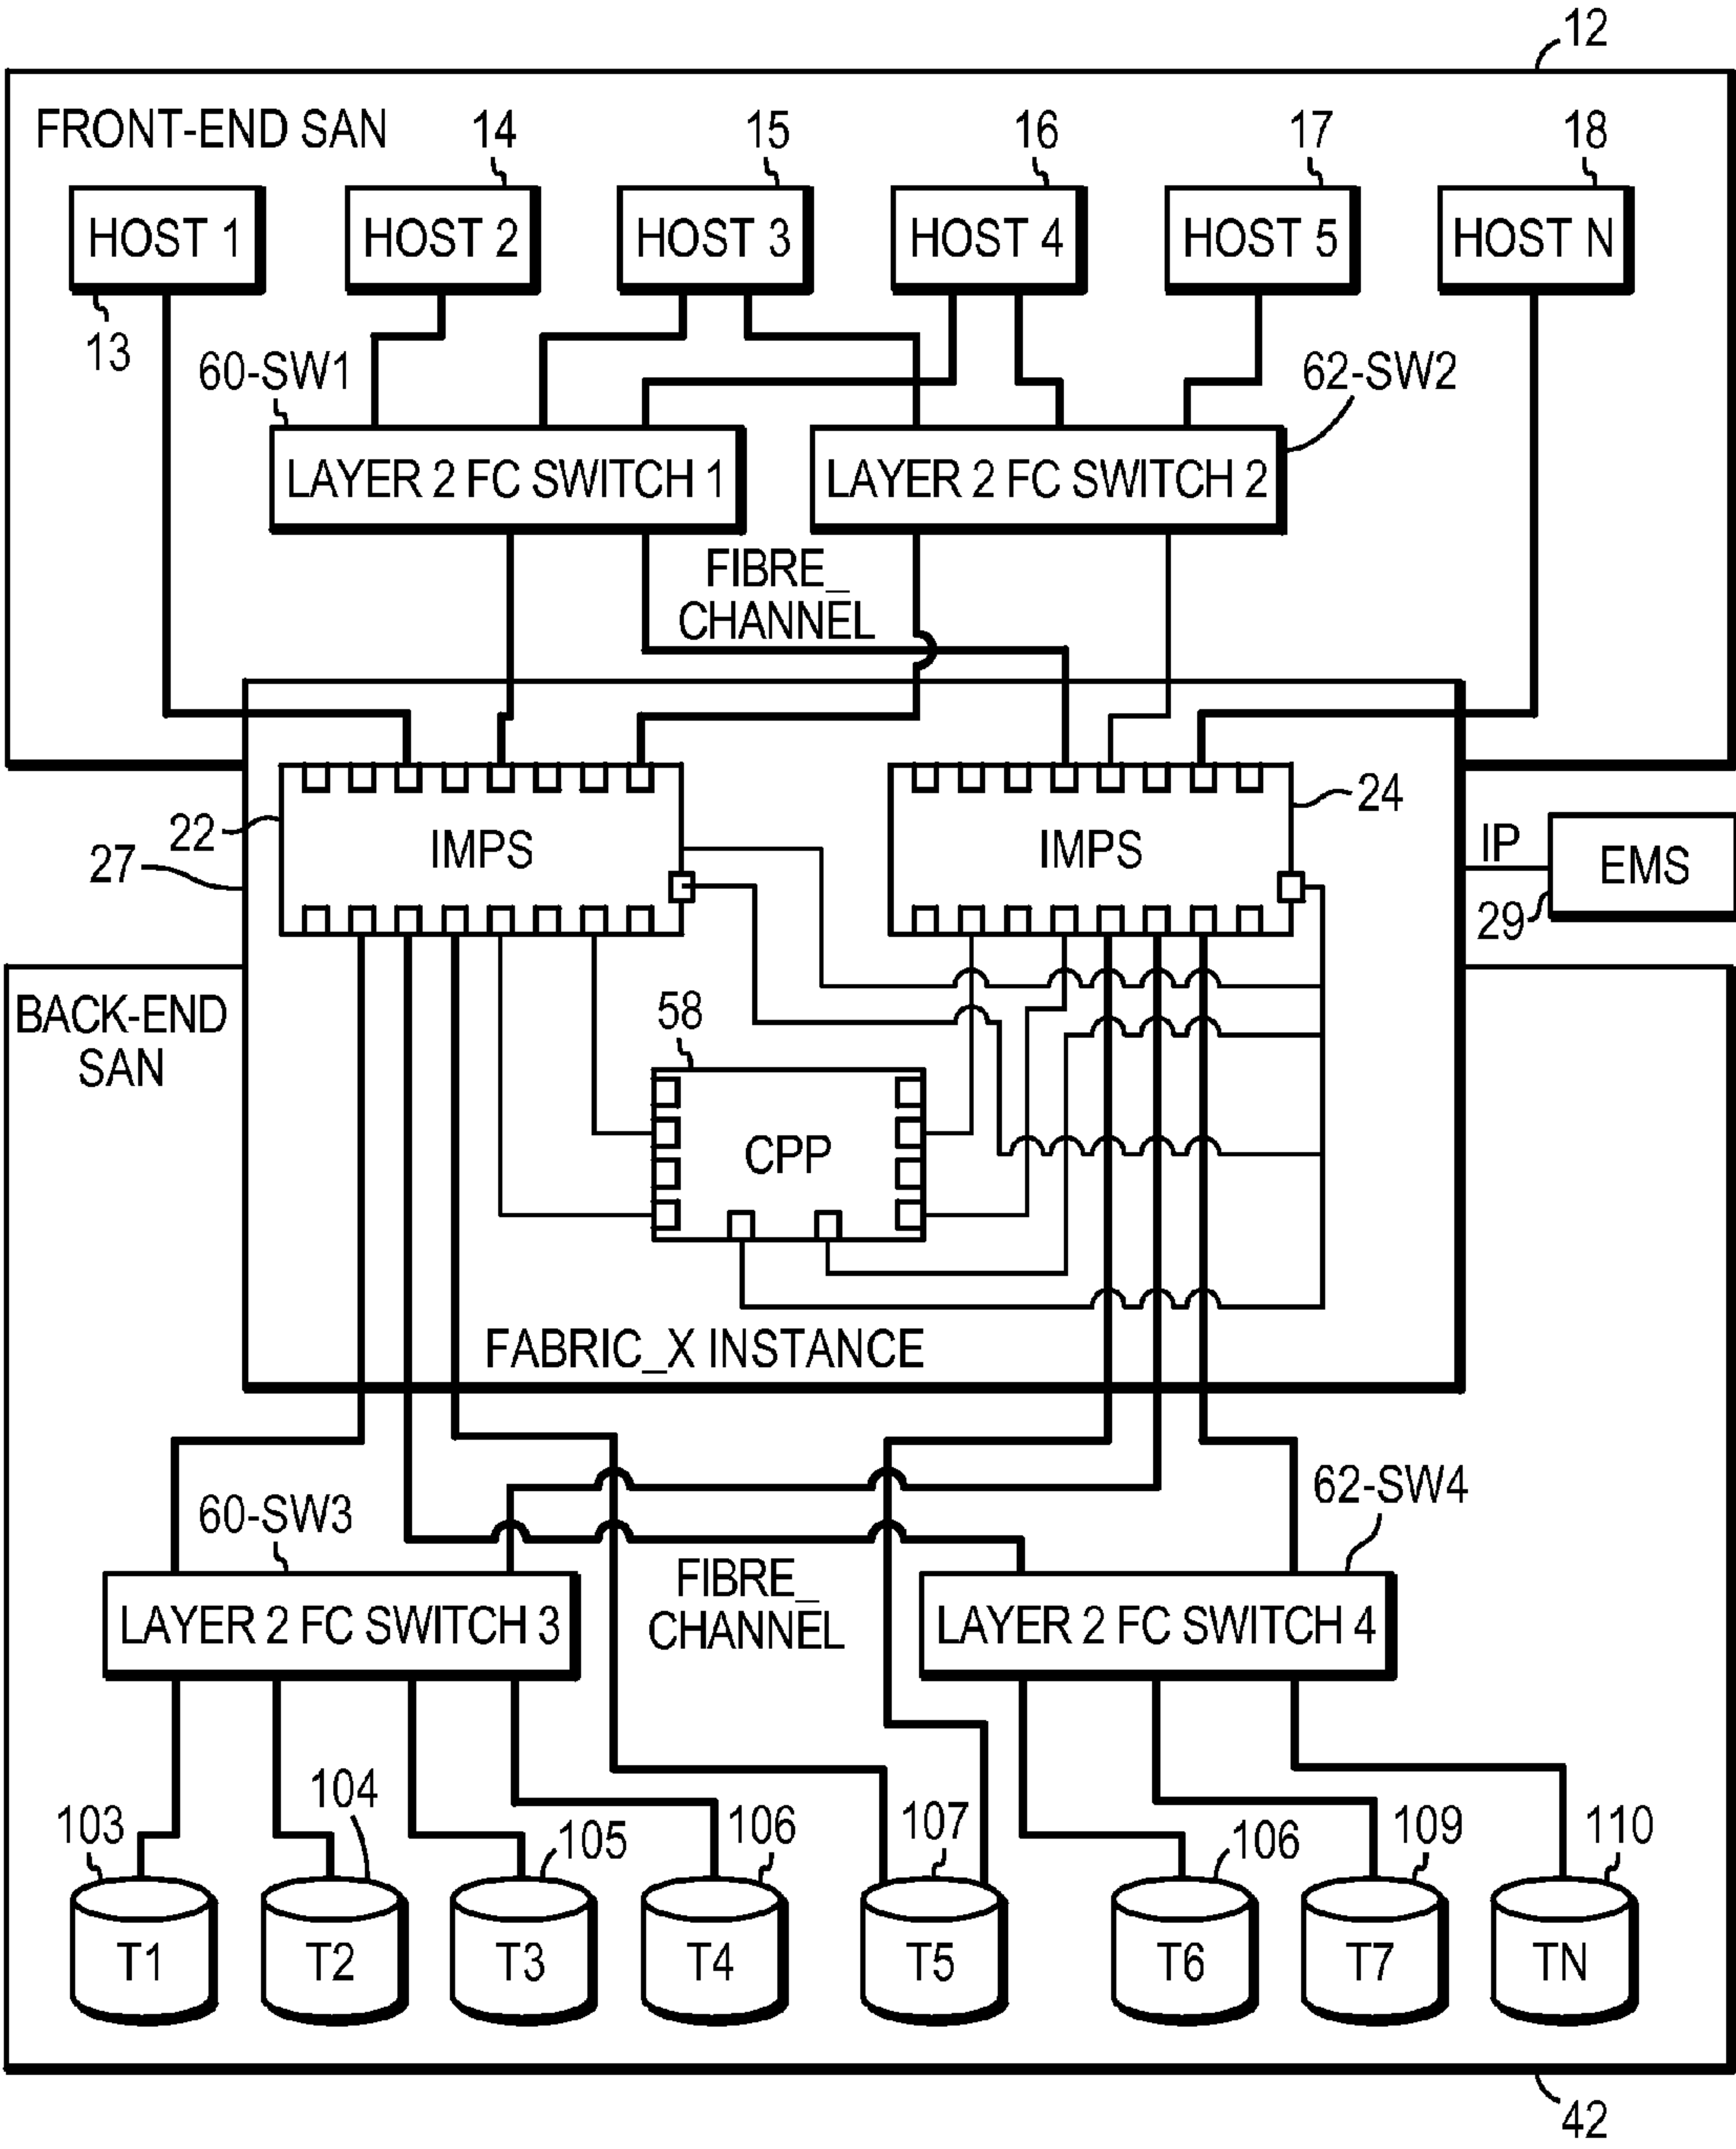 12
FRONT-END SAN
14
15
16
17
18
HOST 1
HOST 2
HOST 3
HOST 4
HOST 5
HOST N
13
60-SW1
62-SW2
LAYER 2 FC SWITCH 1
LAYER 2 FC SWITCH 2
FIBRE_
CHANNEL
22
IMPS
IMPS
24
27
IP
EMS
29
BACK-END
SAN
58
CPP
FABRIC_X INSTANCE
60-SW3
62-SW4
FIBRE_
CHANNEL
LAYER 2 FC SWITCH 3
LAYER 2 FC SWITCH 4
103
104
105
106
107
106
109
110
T1
T2
T3
T4
T5
T6
T7
TN
42